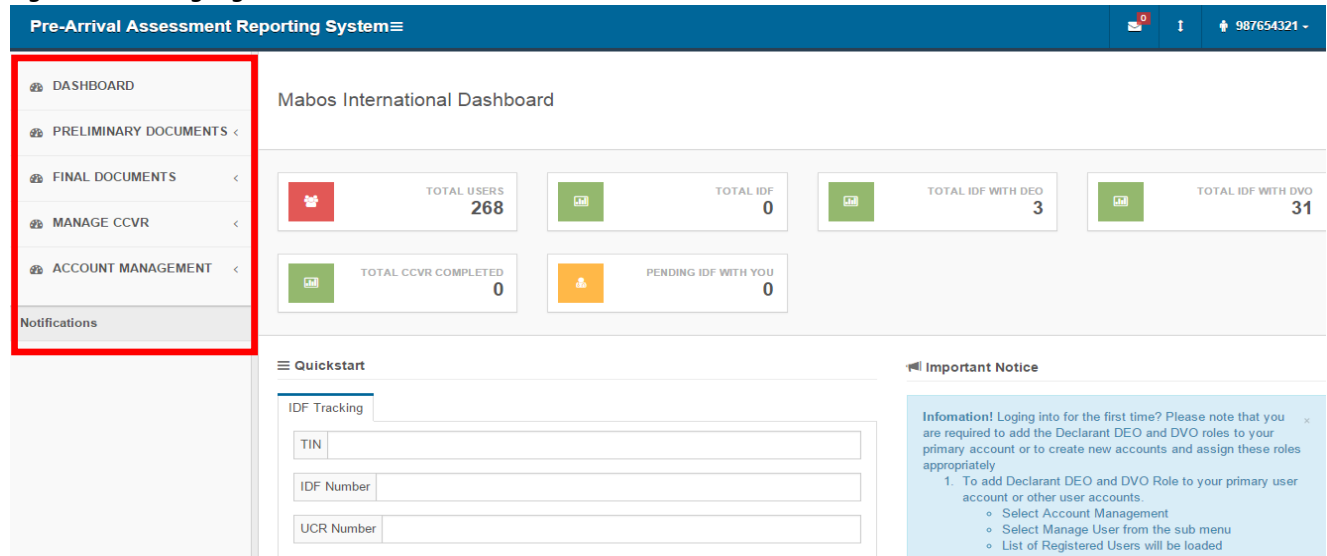 Pre-Arrival Assessment Reporting System
0
987654321
DASHBOARD
PRELIMINARY DOCUMENTS
FINAL DOCUMENTS
MANAGE CCVR
ACCOUNT MANAGEMENT
Notifications
Mabos International Dashboard
TOTAL USERS
268
TOTAL IDF
0
TOTAL IDF WITH DEO
3
TOTAL IDF WITH DVO
31
TOTAL CCVR COMPLETED
0
PENDING IDF WITH YOU
0
Quickstart
IDF Tracking
TIN
IDF Number
UCR Number
Important Notice
Infomation! Loging into for the first time? Please note that you
are required to add the Declarant DEO and DVO roles to your
primary account or to create new accounts and assign these roles
appropriately
1. To add Declarant DEO and DVO Role to your primary user
account or other user accounts.
Select Account Management
Select Manage User from the sub menu
List of Registered Users will be loaded